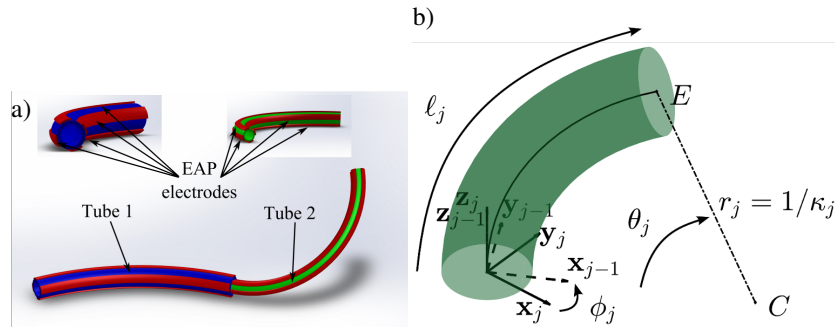 a)
EAP
electrodes
Tube 1
Tube 2
b)
ℓ_j
E
z_j
z_{j-1}
y_{j-1}
y_j
θ_j
r_j = 1/κ_j
x_{j-1}
x_j
ϕ_j
C